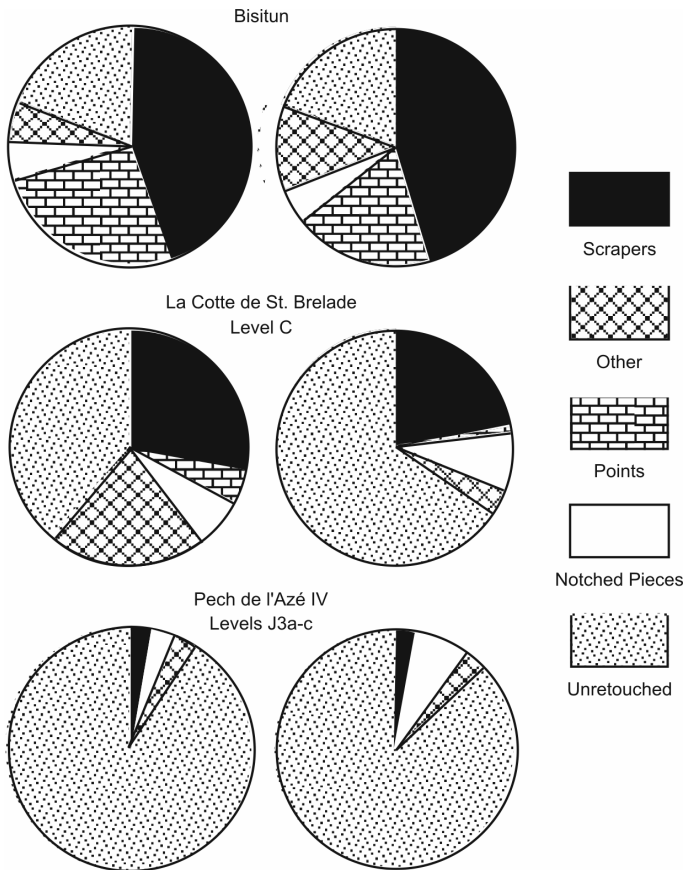 Bisitun
Scrapers
La Cotte de St. Brelade
Level C
Other
Points
Notched Pieces
Pech de l'Azé IV
Levels J3a-c
Unretouched